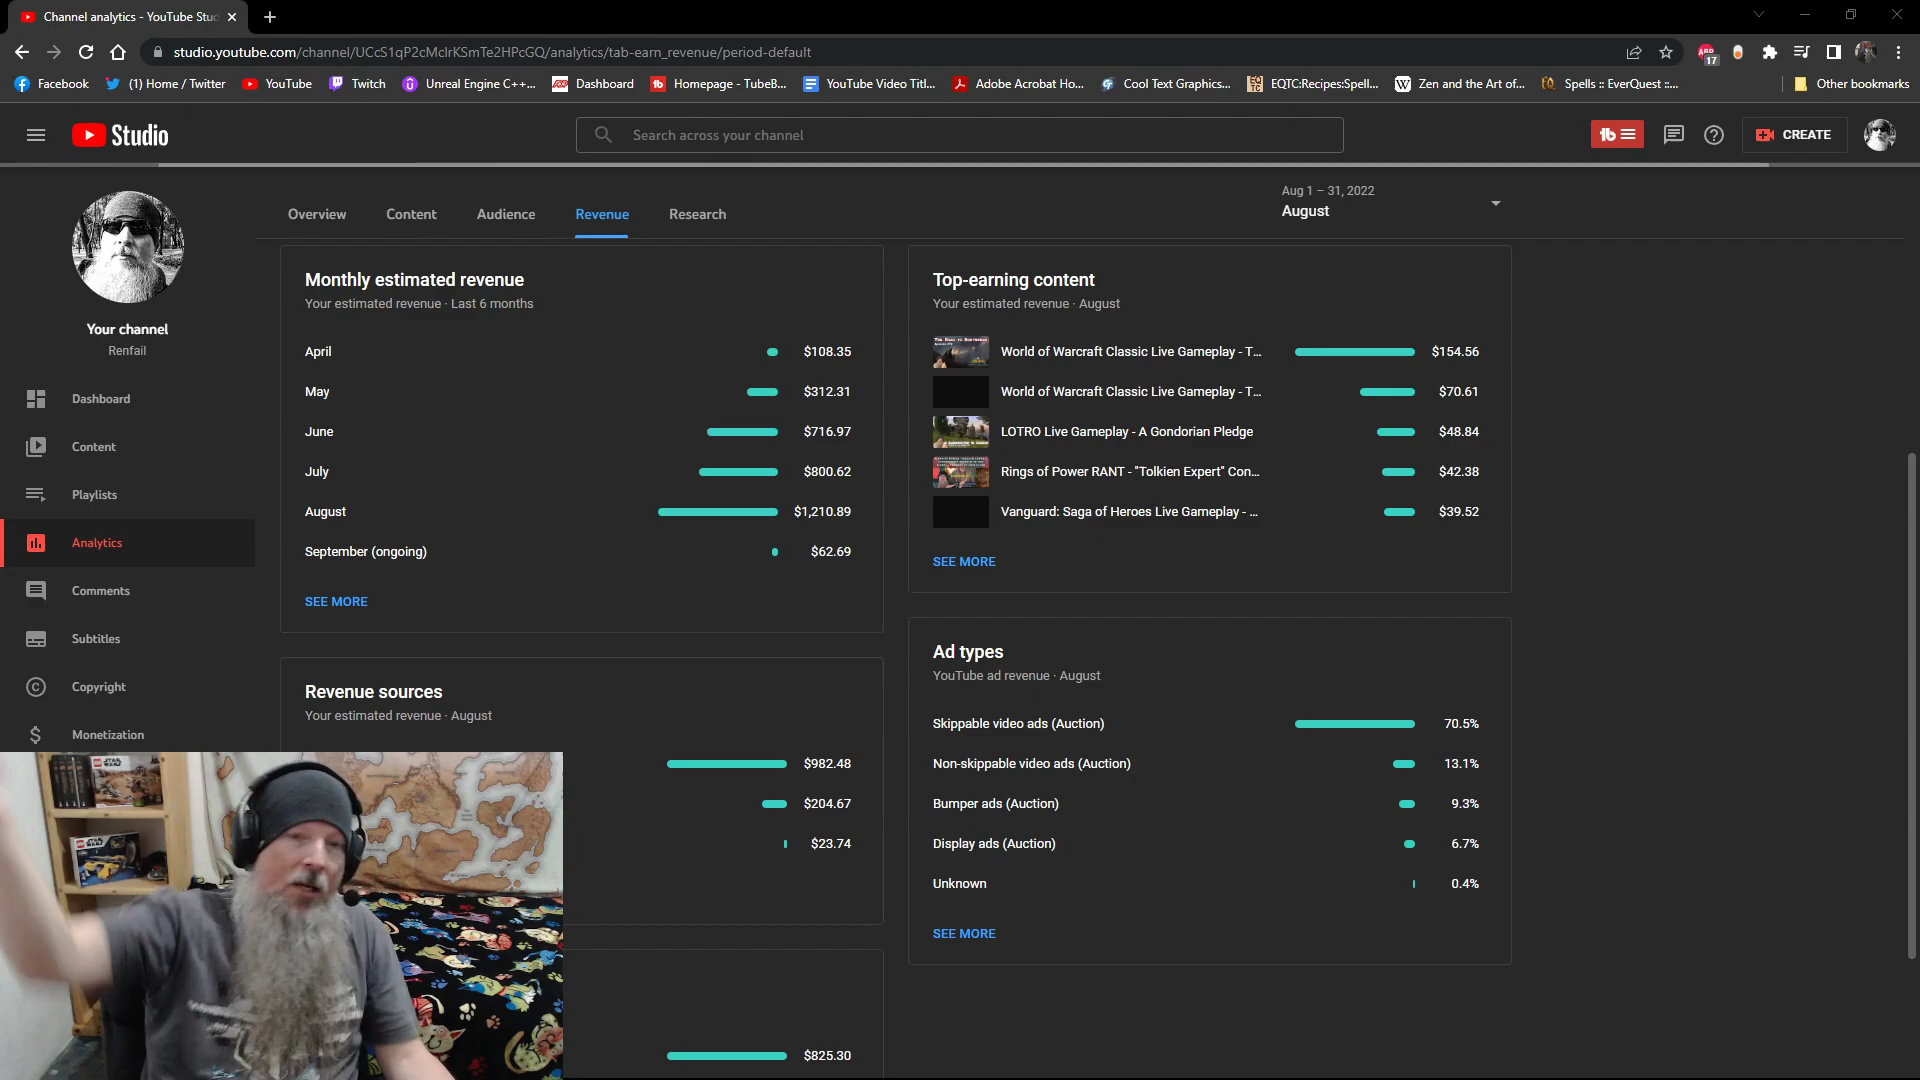 Channel analytics - YouTube Stud
studio.youtube.com/channel/UCcS1qP2cMclrKSmTe2HPcGQ/analytics/tab-earn_revenue/period-default
ABP
17
Facebook
(1) Home / Twitter
YouTube
Twitch
Unreal Engine C++...
Dashboard
Homepage - TubeB...
YouTube Video Titl...
Adobe Acrobat Ho...
Cool Text Graphics...
EQTC:Recipes:Spell...
Zen and the Art of...
Spells :: EverQuest ::...
Other bookmarks
Studio
Search across your channel
CREATE
Your channel
Renfail
Dashboard
Content
Playlists
Analytics
Comments
Subtitles
Copyright
Monetization
Overview
Content
Audience
Revenue
Research
Aug 1 – 31, 2022
August
Monthly estimated revenue
Your estimated revenue · Last 6 months
April $108.35
May $312.31
June $716.97
July $800.62
August $1,210.89
September (ongoing) $62.69
SEE MORE
Revenue sources
Your estimated revenue · August
$982.48
$204.67
$23.74
$825.30
Top-earning content
Your estimated revenue · August
World of Warcraft Classic Live Gameplay - T... $154.56
World of Warcraft Classic Live Gameplay - T... $70.61
LOTRO Live Gameplay - A Gondorian Pledge $48.84
Rings of Power RANT - "Tolkien Expert" Con... $42.38
Vanguard: Saga of Heroes Live Gameplay - ... $39.52
SEE MORE
Ad types
YouTube ad revenue · August
Skippable video ads (Auction) 70.5%
Non-skippable video ads (Auction) 13.1%
Bumper ads (Auction) 9.3%
Display ads (Auction) 6.7%
Unknown 0.4%
SEE MORE
STAR WARS
STAR WARS